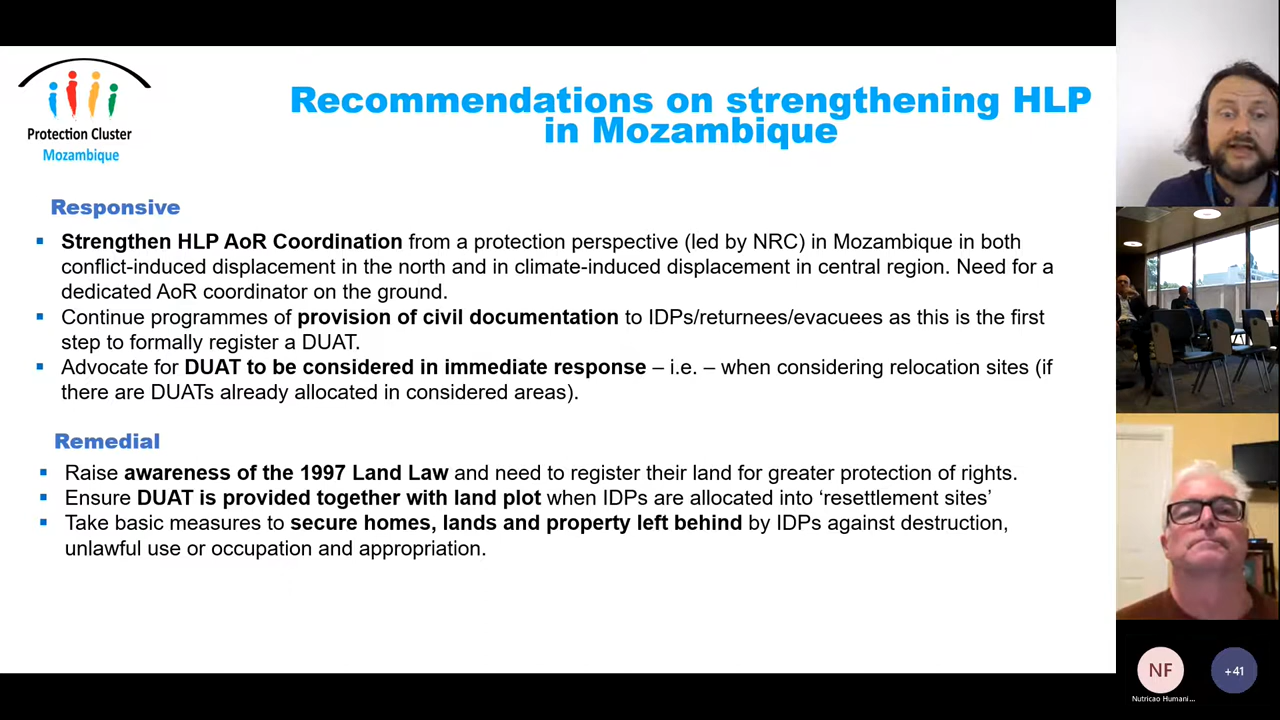 Protection Cluster
Mozambique
Recommendations on strengthening HLP
in Mozambique
Responsive
▪ Strengthen HLP AoR Coordination from a protection perspective (led by NRC) in Mozambique in both
conflict-induced displacement in the north and in climate-induced displacement in central region. Need for a
dedicated AoR coordinator on the ground.
▪ Continue programmes of provision of civil documentation to IDPs/returnees/evacuees as this is the first
step to formally register a DUAT.
▪ Advocate for DUAT to be considered in immediate response – i.e. – when considering relocation sites (if
there are DUATs already allocated in considered areas).
Remedial
▪ Raise awareness of the 1997 Land Law and need to register their land for greater protection of rights.
▪ Ensure DUAT is provided together with land plot when IDPs are allocated into ‘resettlement sites’
▪ Take basic measures to secure homes, lands and property left behind by IDPs against destruction,
unlawful use or occupation and appropriation.
NF
+41
Nutricao Humani...